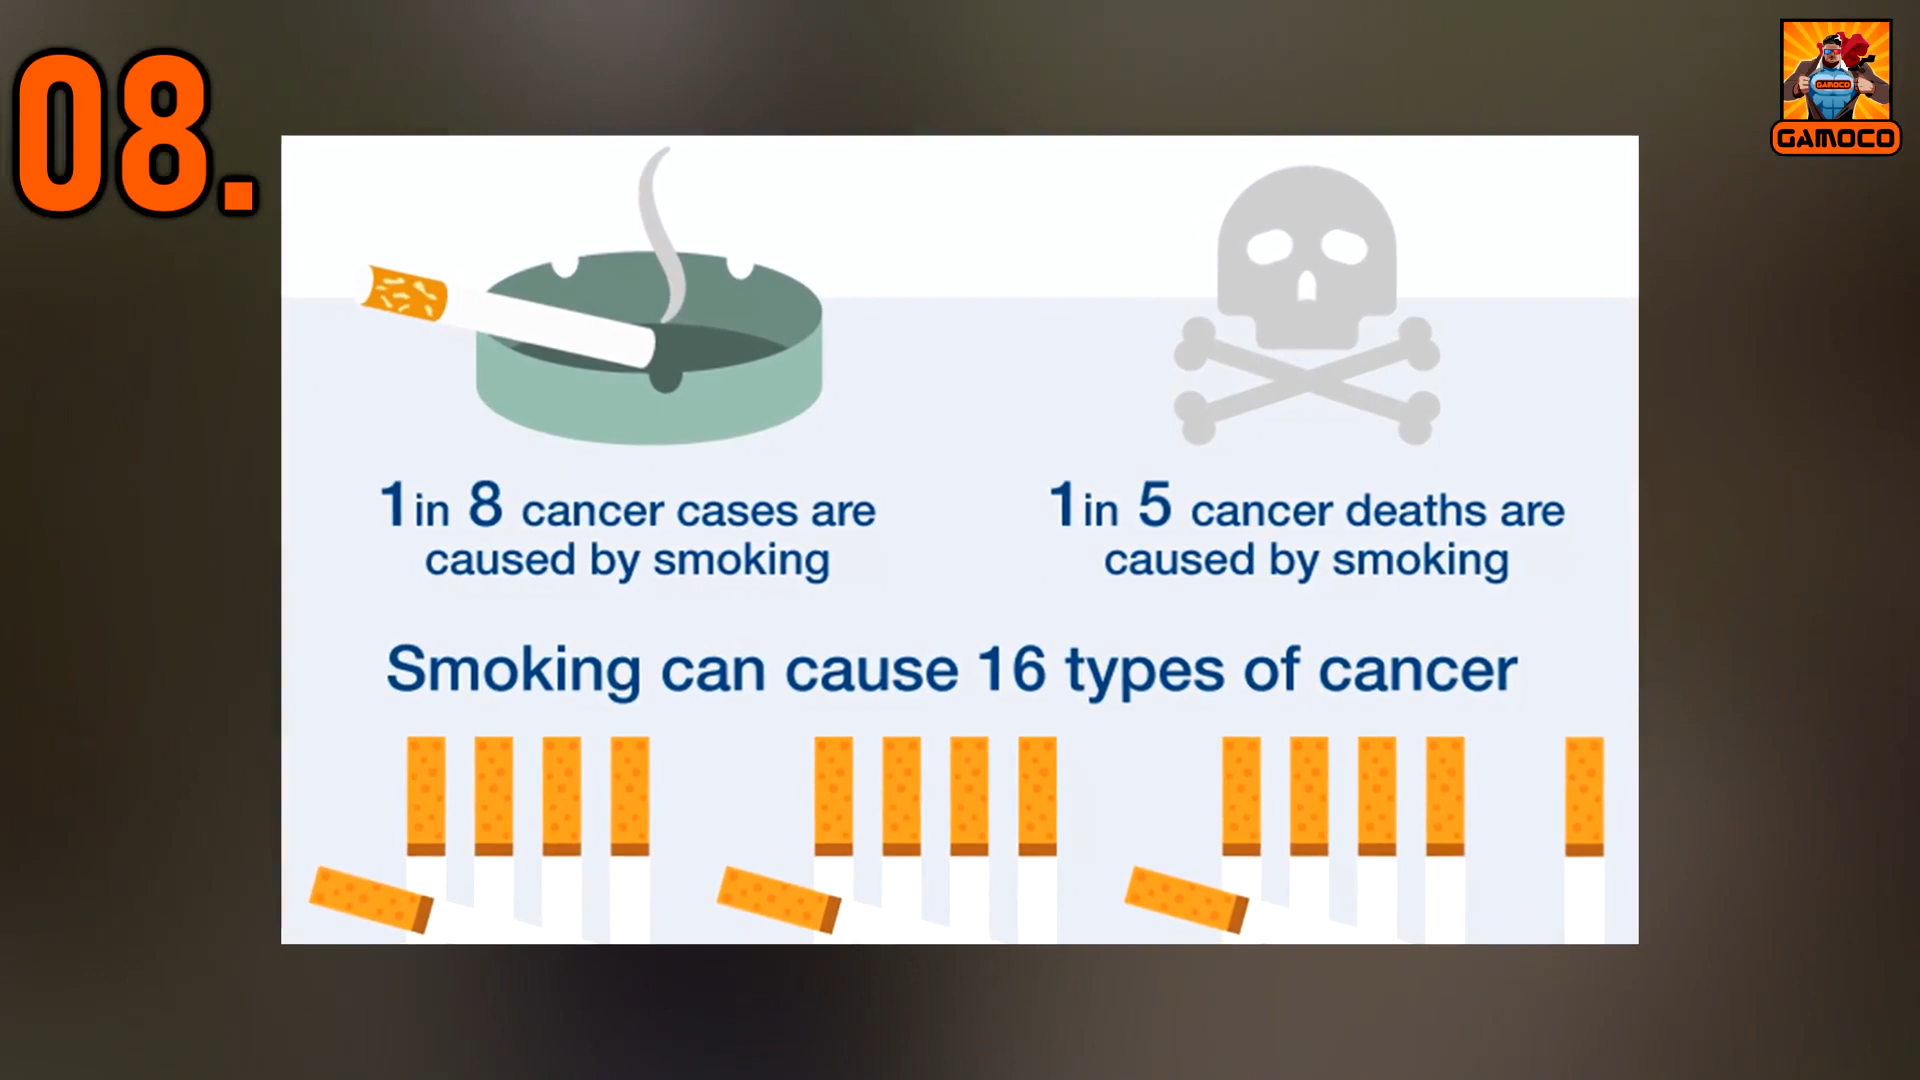 08.
GAMOCO
GAMOCO
1 in 8 cancer cases are
caused by smoking
1 in 5 cancer deaths are
caused by smoking
Smoking can cause 16 types of cancer